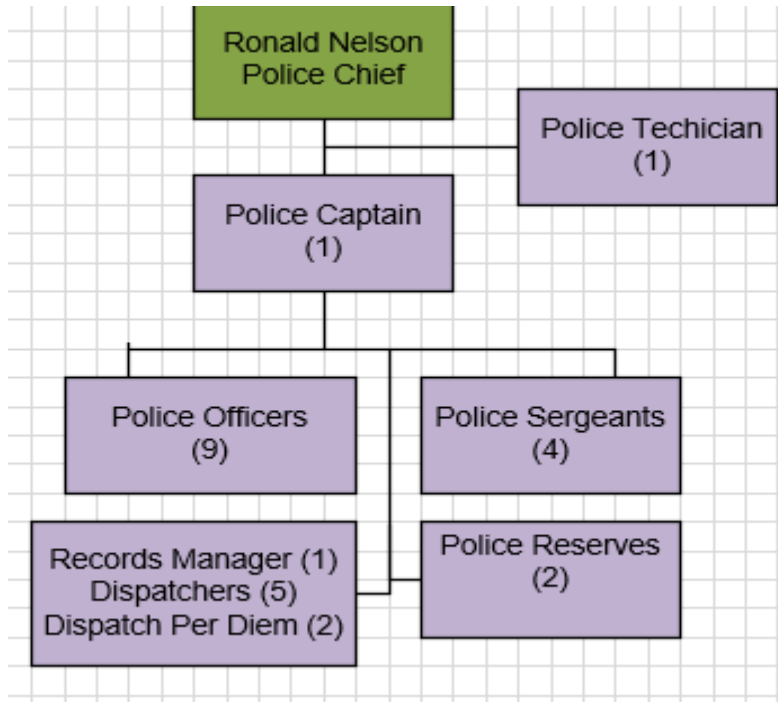 Ronald Nelson
Police Chief
Police Techician
(1)
Police Captain
(1)
Police Officers
(9)
Police Sergeants
(4)
Records Manager (1)
Dispatchers (5)
Dispatch Per Diem (2)
Police Reserves
(2)